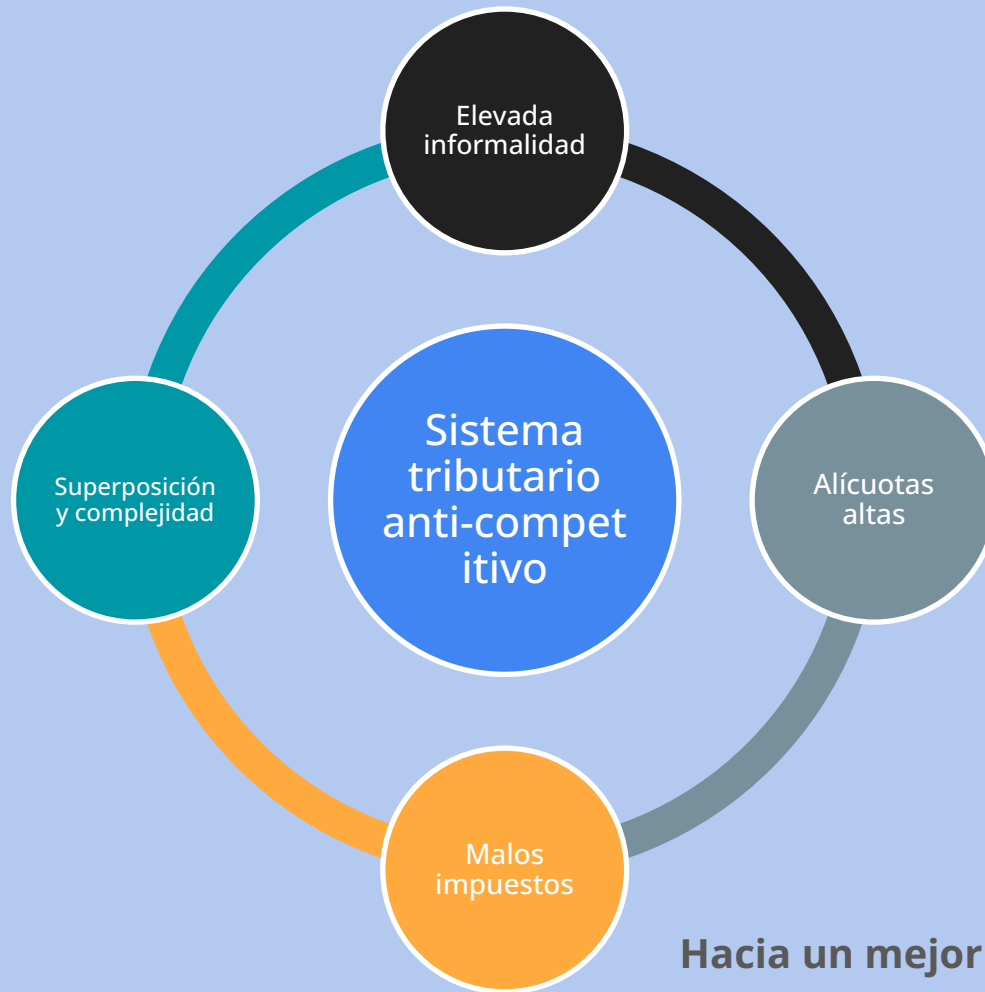 Elevada
informalidad
Superposición
y complejidad
Sistema
tributario
anti-compet
itivo
Alícuotas
altas
Malos
impuestos
Hacia un mejor